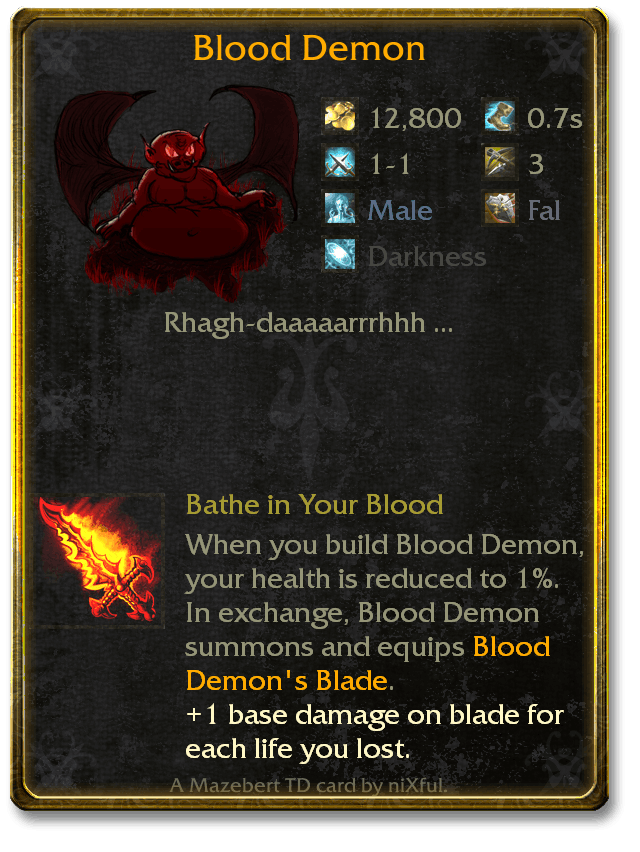 Blood Demon
12,800 0.7s
1-1 3
Male Fal
Darkness
Rhagh-daaaaarrrhhh ...
Bathe in Your Blood
When you build Blood Demon,
your health is reduced to 1%.
In exchange, Blood Demon
summons and equips Blood
Demon's Blade.
+1 base damage on blade for
each life you lost.
A Mazebert TD card by niXful.